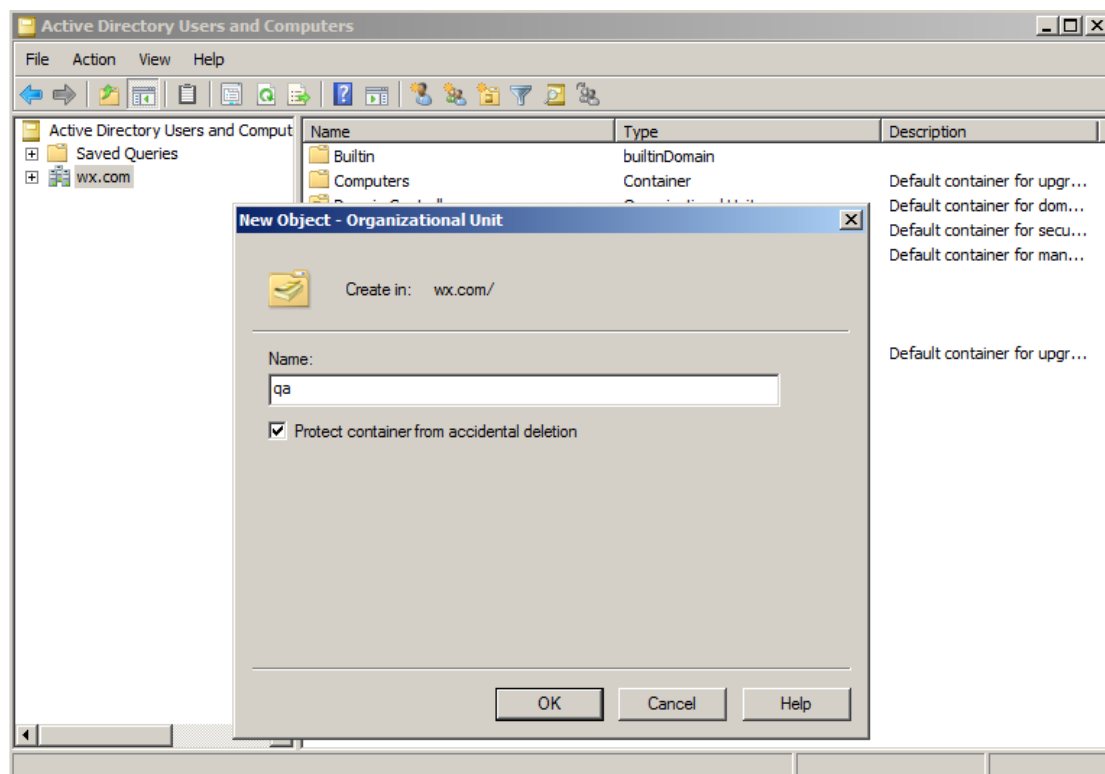 Active Directory Users and Computers
File Action View Help
Active Directory Users and Comput
Saved Queries
wx.com
Name Type Description
Builtin builtinDomain
Computers Container Default container for upgr...
Default container for dom...
Default container for secu...
Default container for man...
Default container for upgr...
New Object - Organizational Unit
Create in: wx.com/
Name:
qa
Protect container from accidental deletion
OK Cancel Help